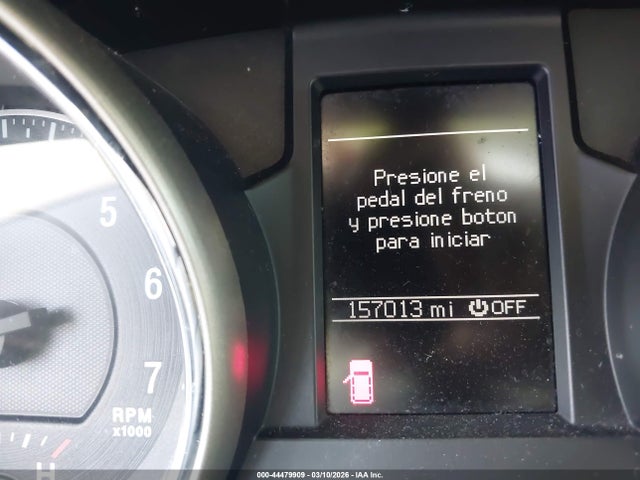 Presione el
pedal del freno
y presione boton
para iniciar
157013 mi OFF
5
6
7
RPM
x1000
H
000-44479909 - 03/10/2026 - IAA Inc.